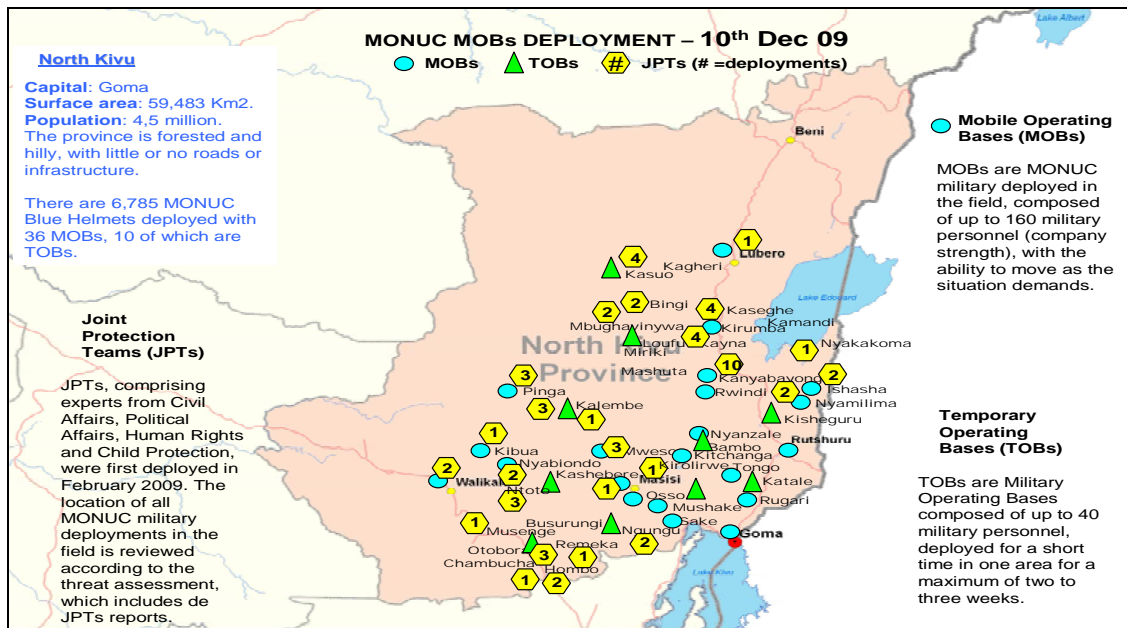 MONUC MOBs DEPLOYMENT – 10th Dec 09
MOBs TOBs # JPTs (# =deployments)
North Kivu
Capital: Goma
Surface area: 59,483 Km2.
Population: 4,5 million.
The province is forested and
hilly, with little or no roads or
infrastructure.
There are 6,785 MONUC
Blue Helmets deployed with
36 MOBs, 10 of which are
TOBs.
Joint
Protection
Teams (JPTs)
JPTs, comprising
experts from Civil
Affairs, Political
Affairs, Human Rights
and Child Protection,
were first deployed in
February 2009. The
location of all
MONUC military
deployments in the
field is reviewed
according to the
threat assessment,
which includes de
JPTs reports.
Lake Albert
Beni
1
Lubero
4
Kagheri
Kasuo
Lake Edouard
2
Bingi
2
4
Kaseghe
Mbughavinywa
Kirumba
Kamandi
4
Loufu
Kayna
Nyakakoma
1
Miriki
North Kivu
Province
Mashuta
10
Kanyabayong
2
Ishasha
3
Pinga
Rwindi
2
Nyamilima
3
Kalembe
1
Kisheguru
1
Kibua
3
Mweso
Nyanzale
Bambo
Rutshuru
Kitchanga
Nyabiondo
2
Walikal
2
Kashebere
1
Kirolirwe
Tongo
Masisi
Katale
Ntoto
1
Osso
Rugari
3
Mushake
1
Musenge
Busurungi
Ngungu
Sake
Goma
Otoborz
Remeka
2
Chambucha
3
Hombo
1
1
2
Lake Kivu
Mobile Operating
Bases (MOBs)
MOBs are MONUC
military deployed in
the field, composed
of up to 160 military
personnel (company
strength), with the
ability to move as the
situation demands.
Temporary
Operating
Bases (TOBs)
TOBs are Military
Operating Bases
composed of up to 40
military personnel,
deployed for a short
time in one area for a
maximum of two to
three weeks.